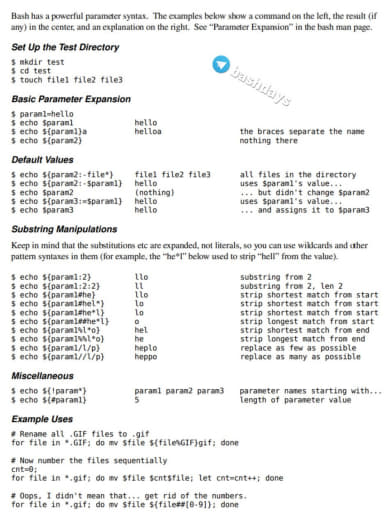 Bash has a powerful parameter syntax. The examples below show a command on the left, the result (if
any) in the center, and an explanation on the right. See "Parameter Expansion" in the bash man page.
Set Up the Test Directory
$ mkdir test
$ cd test
$ touch file1 file2 file3
bashdays
Basic Parameter Expansion
$ param1=hello
$ echo $param1 hello
$ echo ${param1}a helloa the braces separate the name
$ echo ${param2} nothing there
Default Values
$ echo ${param2:-file*} file1 file2 file3 all files in the directory
$ echo ${param2:-$param1} hello uses $param1's value...
$ echo $param2 (nothing) ... but didn't change $param2
$ echo ${param3:=$param1} hello uses $param1's value...
$ echo $param3 hello ... and assigns it to $param3
Substring Manipulations
Keep in mind that the substitutions etc are expanded, not literals, so you can use wildcards and other
pattern syntaxes in them (for example, the "he*l" below used to strip "hell" from the value).
$ echo ${param1:2} llo substring from 2
$ echo ${param1:2:2} ll substring from 2, len 2
$ echo ${param1#he} llo strip shortest match from start
$ echo ${param1#hel*} lo strip shortest match from start
$ echo ${param1#he*l} lo strip shortest match from start
$ echo ${param1##he*l} o strip longest match from start
$ echo ${param1%l*o} hel strip shortest match from end
$ echo ${param1%%l*o} he strip longest match from end
$ echo ${param1/l/p} heplo replace as few as possible
$ echo ${param1//l/p} heppo replace as many as possible
Miscellaneous
$ echo ${!param*} param1 param2 param3 parameter names starting with...
$ echo ${#param1} 5 length of parameter value
Example Uses
# Rename all .GIF files to .gif
for file in *.GIF; do mv $file ${file%GIF}gif; done
# Now number the files sequentially
cnt=0;
for file in *.gif; do mv $file $cnt$file; let cnt=cnt++; done
# Oops, I didn't mean that... get rid of the numbers.
for file in *.gif; do mv $file ${file##[0-9]}; done